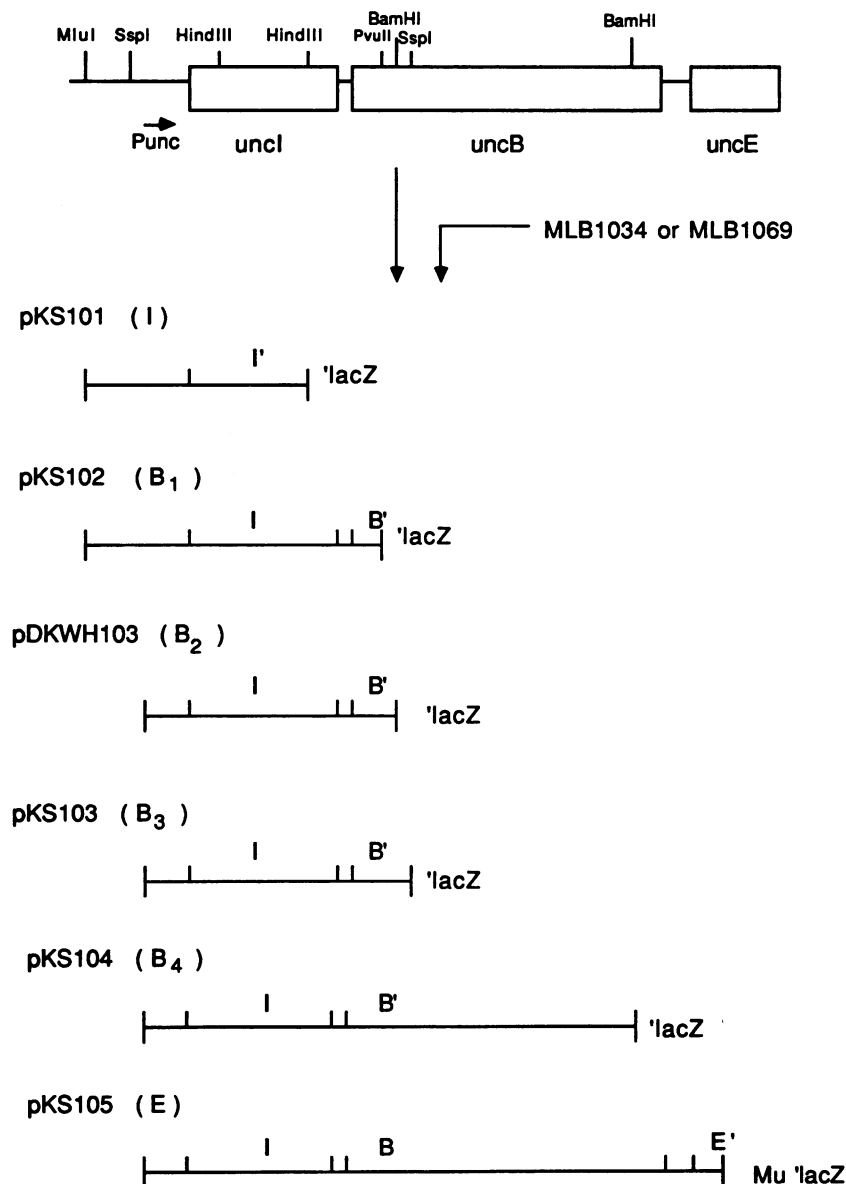 MluI SspI HindIII HindIII PvuII BamHI SspI BamHI
Punc uncI uncB uncE
MLB1034 or MLB1069
pKS101 (I)
I' 'lacZ
pKS102 (B1)
I B' 'lacZ
pDKWH103 (B2)
I B' 'lacZ
pKS103 (B3)
I B' 'lacZ
pKS104 (B4)
I B' 'lacZ
pKS105 (E)
I B E' Mu 'lacZ